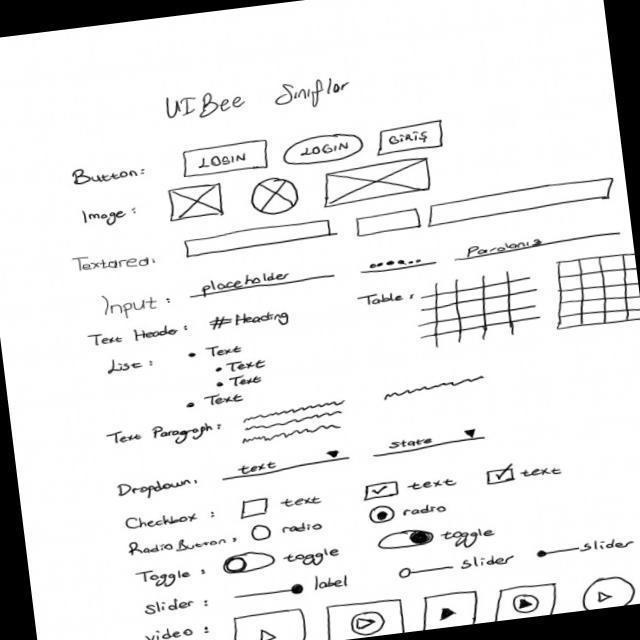 UIBee Sınıflar
Button: LOGIN LOGIN GİRİŞ
Image:
Textarea:
Input: placeholder •••••• Parolanız
Text Header: #Heading Table:
List: • Text
• Text
• Text
• Text
Text Paragraph:
Dropdown: text state
Checkbox: text text text
Radio Button: radio radio
Toggle: toggle toggle
Slider: label slider slider
video: